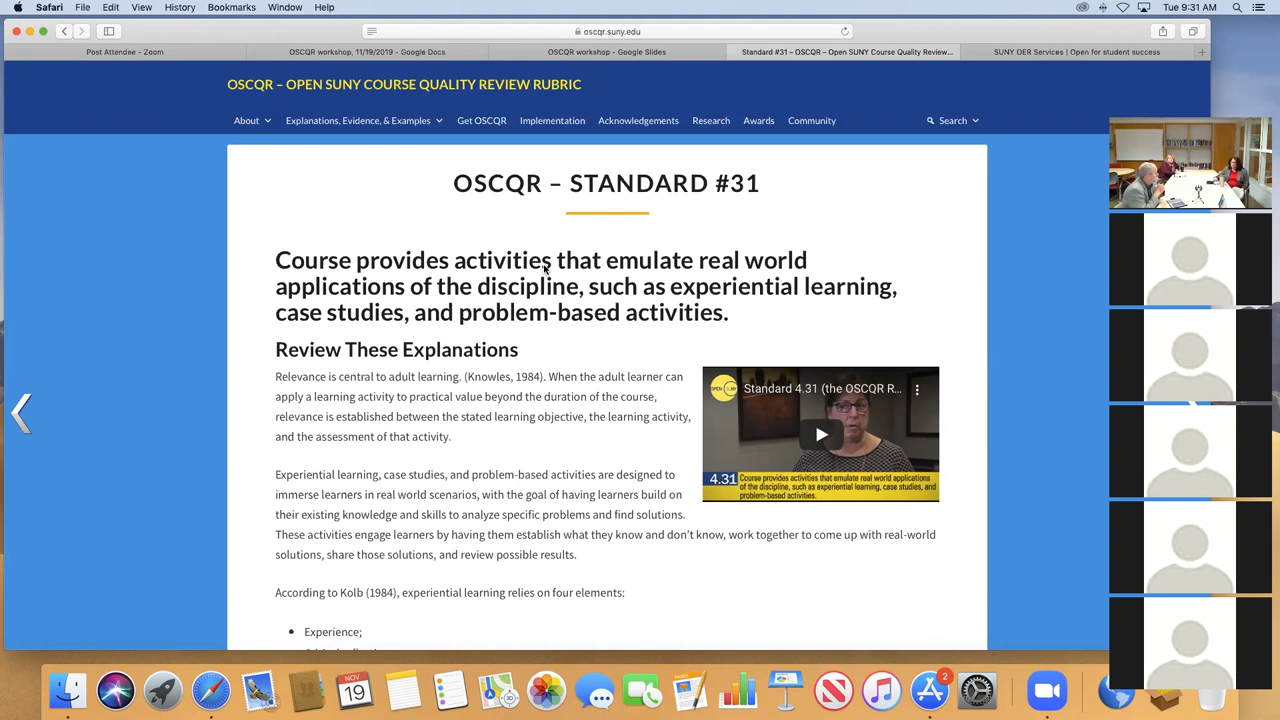 Safari File Edit View History Bookmarks Window Help
Tue 9:31 AM
oscqr.suny.edu
Post Attendee - Zoom
OSCQR workshop, 11/19/2019 - Google Docs
OSCQR workshop - Google Slides
Standard #31 – OSCQR – Open SUNY Course Quality Review...
SUNY OER Services | Open for student success
OSCQR – OPEN SUNY COURSE QUALITY REVIEW RUBRIC
About Explanations, Evidence, & Examples Get OSCQR Implementation Acknowledgements Research Awards Community Search
OSCQR – STANDARD #31
Course provides activities that emulate real world
applications of the discipline, such as experiential learning,
case studies, and problem-based activities.
Review These Explanations
Relevance is central to adult learning. (Knowles, 1984). When the adult learner can
apply a learning activity to practical value beyond the duration of the course,
relevance is established between the stated learning objective, the learning activity,
and the assessment of that activity.
OPEN SUNY
Standard 4.31 (the OSCQR R...
4.31
Course provides activities that emulate real world applications
of the discipline, such as experiential learning, case studies, and
problem-based activities.
Experiential learning, case studies, and problem-based activities are designed to
immerse learners in real world scenarios, with the goal of having learners build on
their existing knowledge and skills to analyze specific problems and find solutions.
These activities engage learners by having them establish what they know and don't know, work together to come up with real-world
solutions, share those solutions, and review possible results.
According to Kolb (1984), experiential learning relies on four elements:
Experience;
NOV
19
2